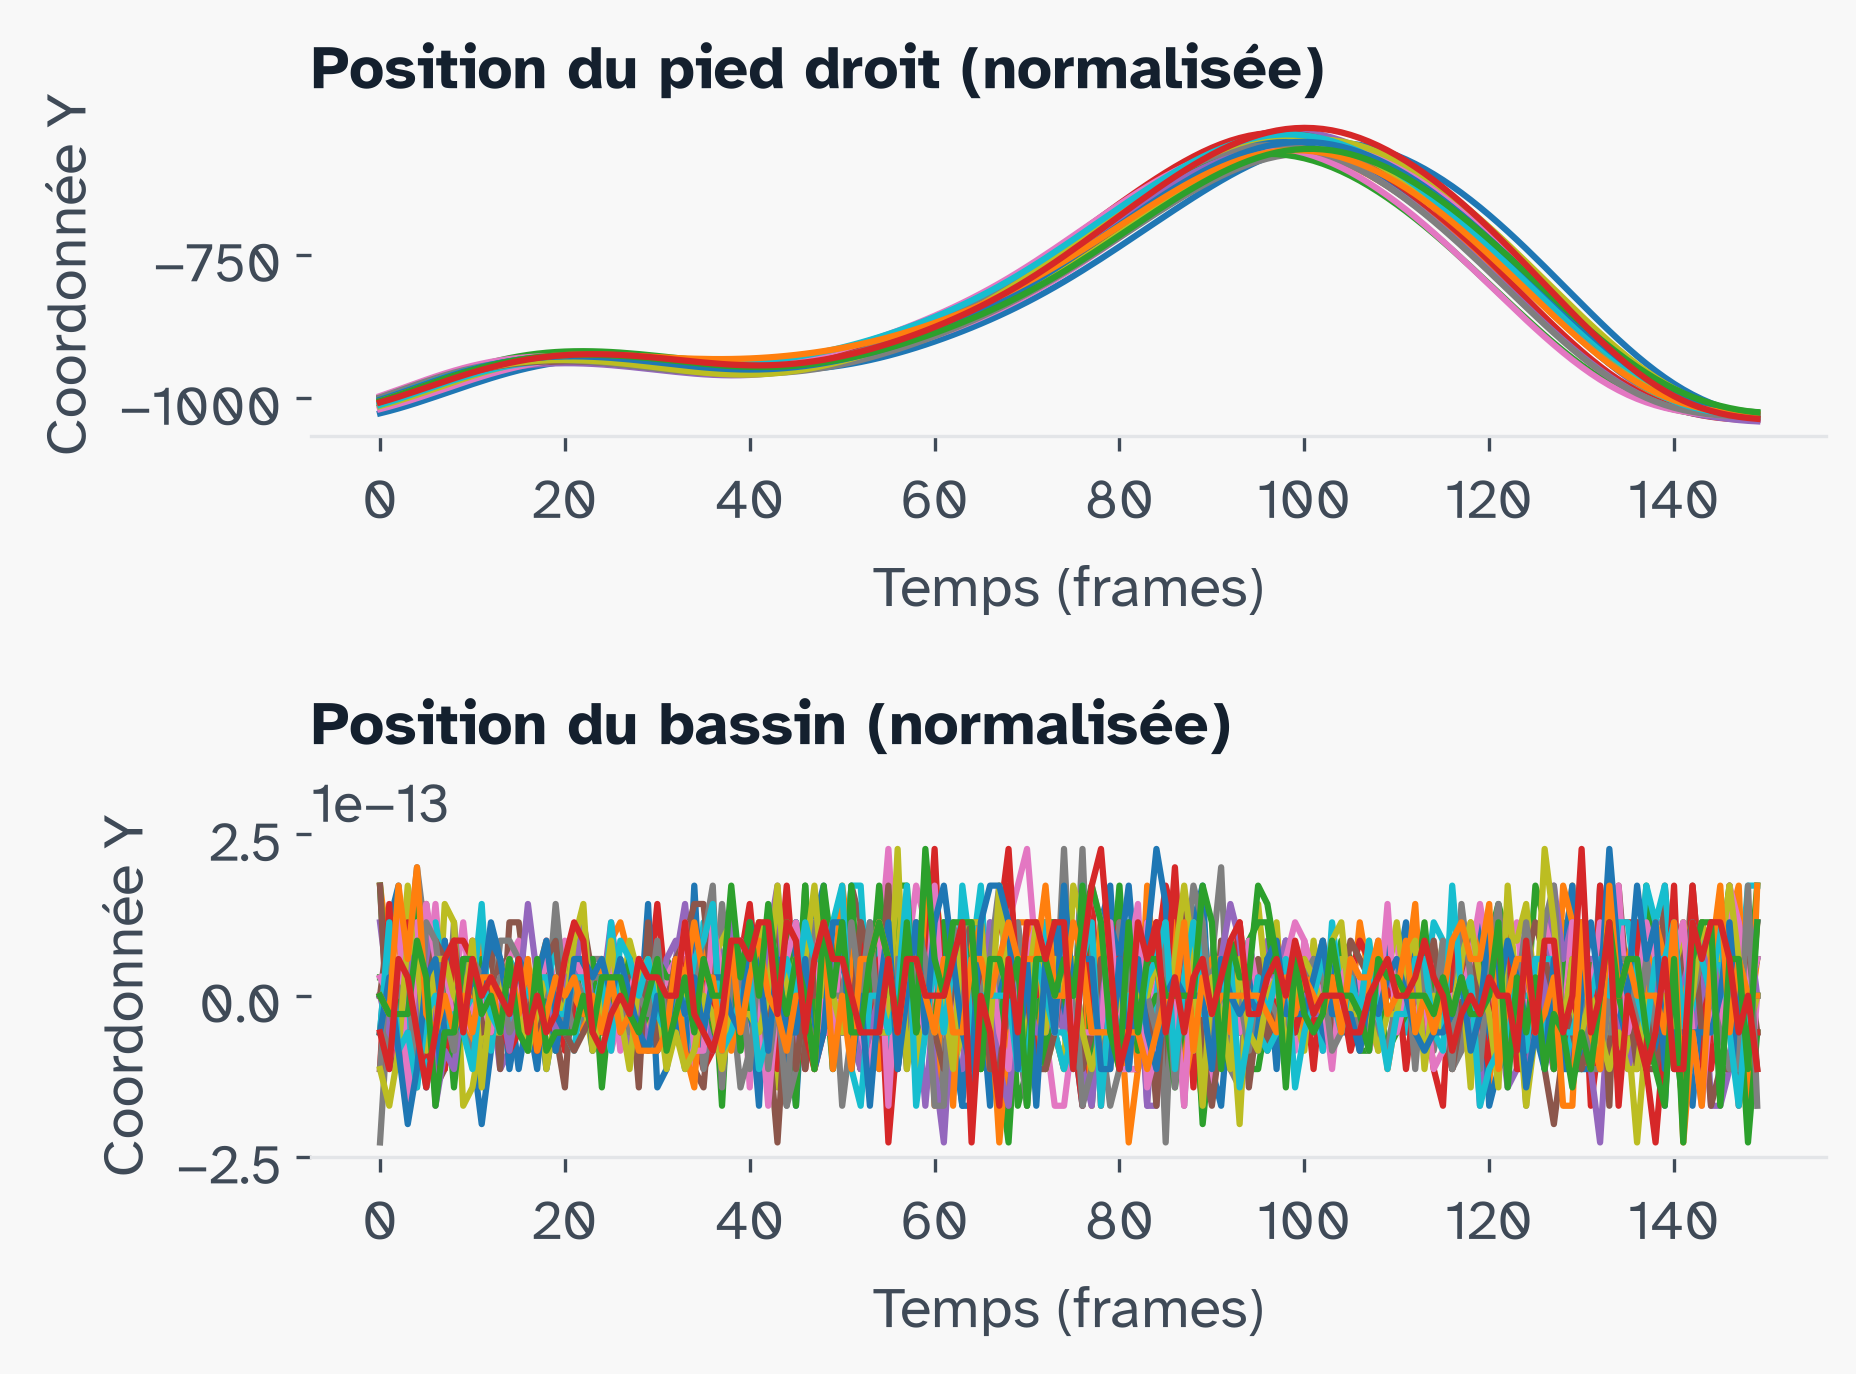 Position du pied droit (normalisée)
Coordonnée Y
−750
−1000
0 20 40 60 80 100 120 140
Temps (frames)
Position du bassin (normalisée)
1e−13
Coordonnée Y
2.5
0.0
−2.5
0 20 40 60 80 100 120 140
Temps (frames)